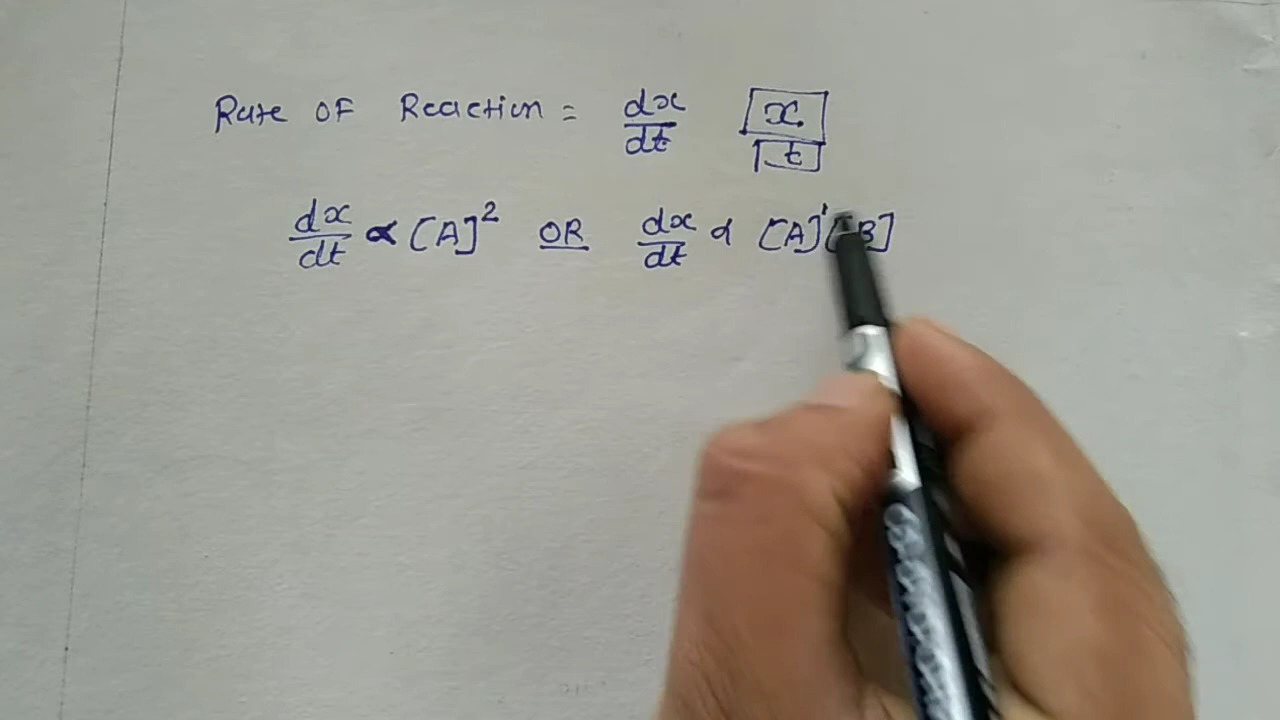 Rate OF Reaction = dx/dt x/t
dx/dt ∝ [A]² OR dx/dt ∝ [A]¹[B]